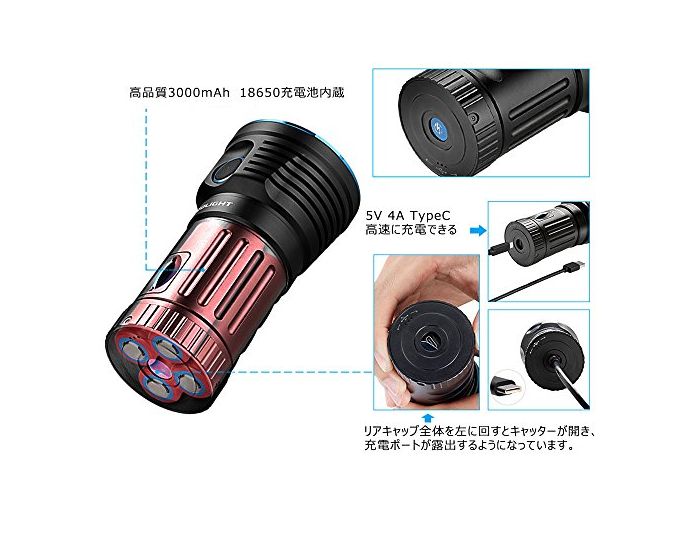 高品質3000mAh 18650充電池内蔵
5V 4A TypeC
高速に充電できる
リアキャップ全体を左に回すとキャッターが開き、
充電ポートが露出するようになっています。